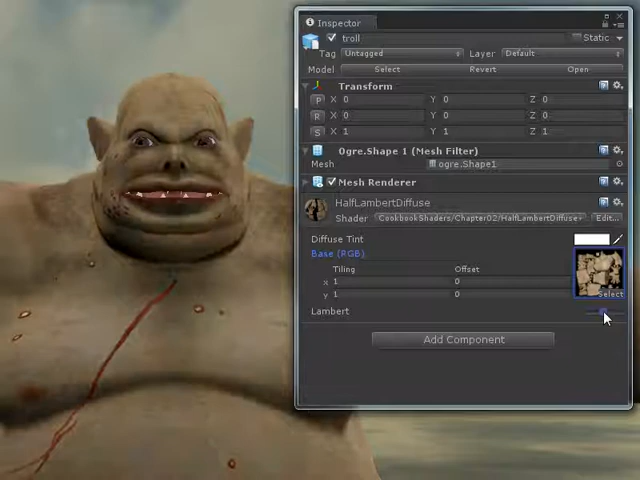 Inspector
troll Static
Tag Untagged Layer Default
Model Select Revert Open
Transform
P X 0 Y 0 Z 0
R X 0 Y 0 Z 0
S X 1 Y 1 Z 1
Ogre.Shape 1 (Mesh Filter)
Mesh ogre.Shape1
Mesh Renderer
HalfLambertDiffuse
Shader CookbookShaders/Chapter02/HalfLambertDiffuse Edit...
Diffuse Tint
Base (RGB)
Tiling Offset
x 1 0
y 1 0
Select
Lambert
Add Component